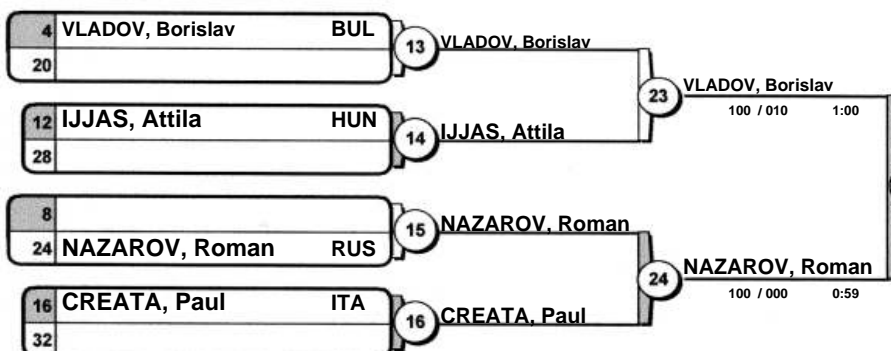 4 VLADOV, Borislav BUL
20
13 VLADOV, Borislav
12 IJJAS, Attila HUN
28
14 IJJAS, Attila
23 VLADOV, Borislav
100 / 010 1:00
8
24 NAZAROV, Roman RUS
15 NAZAROV, Roman
16 CREATA, Paul ITA
32
16 CREATA, Paul
24 NAZAROV, Roman
100 / 000 0:59